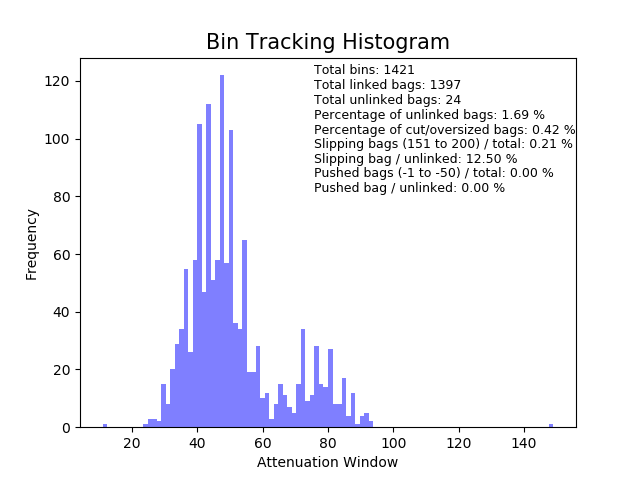 Bin Tracking Histogram
Total bins: 1421
Total linked bags: 1397
Total unlinked bags: 24
Percentage of unlinked bags: 1.69 %
Percentage of cut/oversized bags: 0.42 %
Slipping bags (151 to 200) / total: 0.21 %
Slipping bag / unlinked: 12.50 %
Pushed bags (-1 to -50) / total: 0.00 %
Pushed bag / unlinked: 0.00 %
Frequency
120
100
80
60
40
20
0
20 40 60 80 100 120 140
Attenuation Window